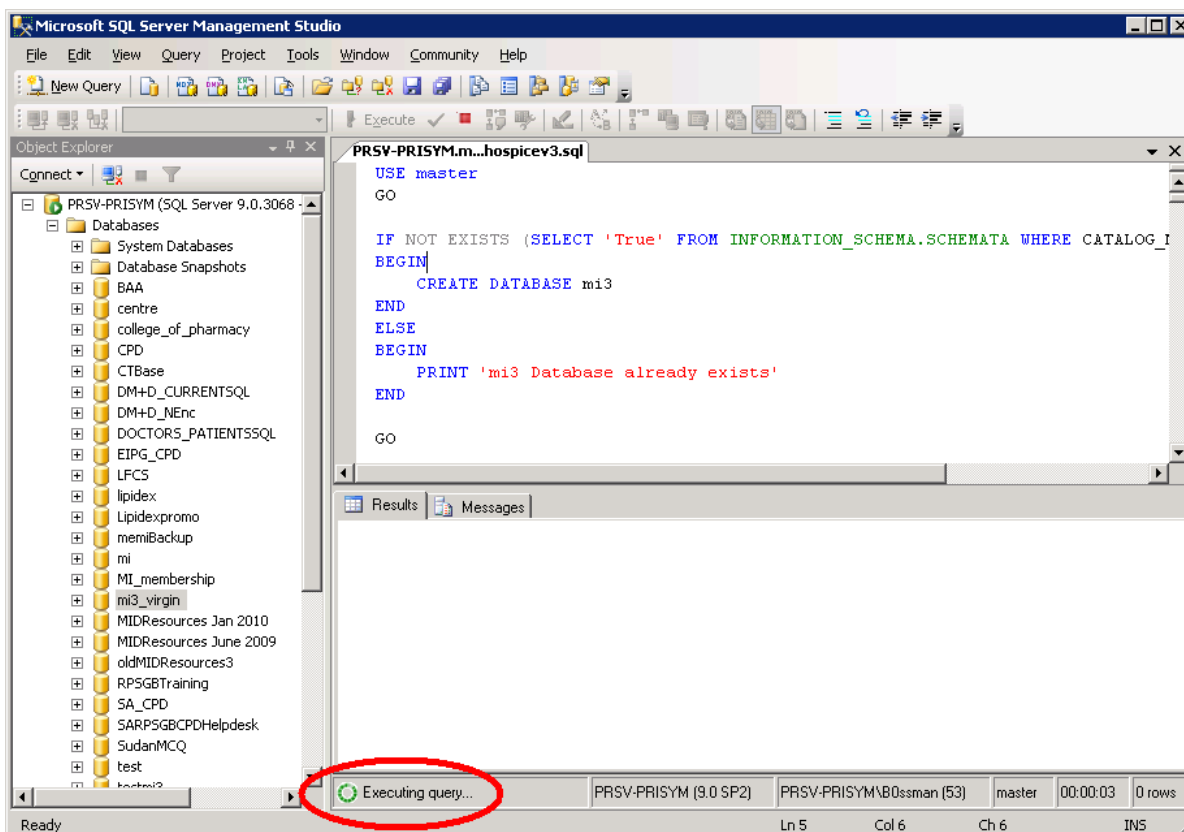 Microsoft SQL Server Management Studio
File Edit View Query Project Tools Window Community Help
New Query
Execute
Object Explorer
Connect
PRSV-PRISYM (SQL Server 9.0.3068 -
Databases
System Databases
Database Snapshots
BAA
centre
college_of_pharmacy
CPD
CTBase
DM+D_CURRENTSQL
DM+D_NEnc
DOCTORS_PATIENTSSQL
EIPG_CPD
LFCS
lipidex
Lipidexpromo
memiBackup
mi
MI_membership
mi3_virgin
MIDResources Jan 2010
MIDResources June 2009
oldMIDResources3
RPSGBTraining
SA_CPD
SARPSGBCPDHelpdesk
SudanMCQ
test
PRSV-PRISYM.m...hospicev3.sql
USE master
GO
IF NOT EXISTS (SELECT 'True' FROM INFORMATION_SCHEMA.SCHEMATA WHERE
BEGIN
CREATE DATABASE mi3
END
ELSE
BEGIN
PRINT 'mi3 Database already exists'
END
GO
Results Messages
Executing query... PRSV-PRISYM (9.0 SP2) PRSV-PRISYM\B0ssman (53) master 00:00:03 0 rows
Ready Ln 5 Col 6 Ch 6 INS